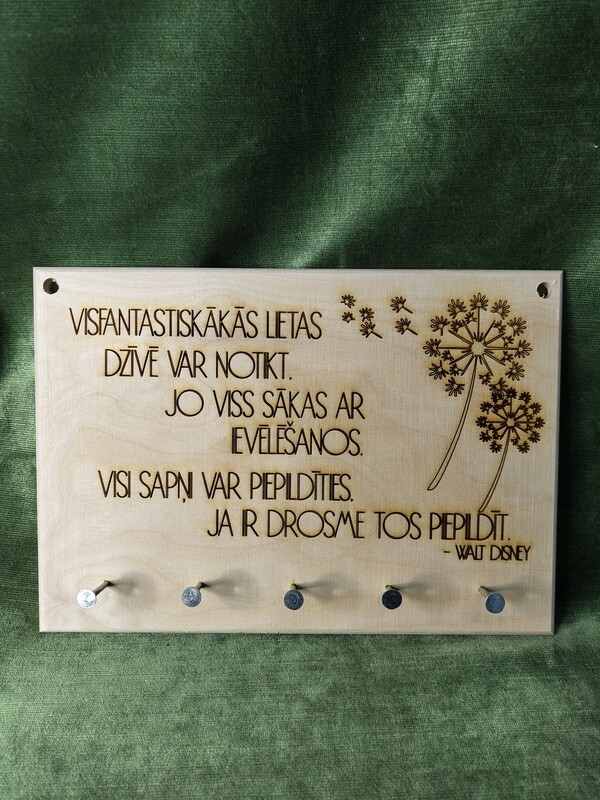 VISFANTASTISKĀKĀS LIETAS
DZĪVĒ VAR NOTIKT.
JO VISS SĀKAS AR
IEVĒLĒŠANOS.
VISI SAPŅI VAR PIEPILDĪTIES.
JA IR DROSME TOS PIEPILDĪT.
- WALT DISNEY